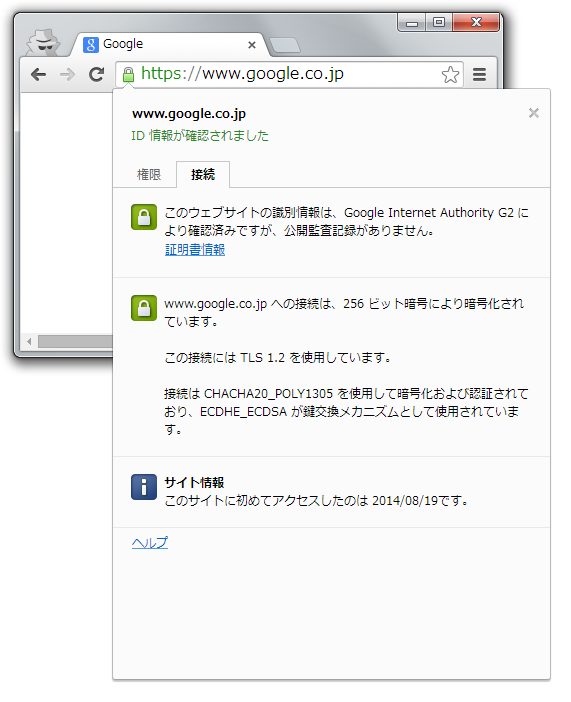 Google
https://www.google.co.jp
www.google.co.jp
ID 情報が確認されました
権限
接続
このウェブサイトの識別情報は、Google Internet Authority G2 に
より確認済みですが、公開監査記録がありません。
証明書情報
www.google.co.jp への接続は、256 ビット暗号により暗号化され
ています。
この接続には TLS 1.2 を使用しています。
接続は CHACHA20_POLY1305 を使用して暗号化および認証されて
おり、ECDHE_ECDSA が鍵交換メカニズムとして使用されていま
す。
サイト情報
このサイトに初めてアクセスしたのは 2014/08/19です。
ヘルプ